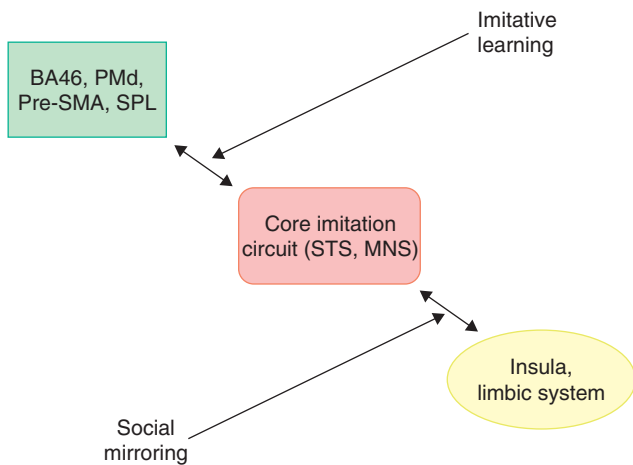 Imitative
learning
BA46, PMd,
Pre-SMA, SPL
Core imitation
circuit (STS, MNS)
Insula,
limbic system
Social
mirroring